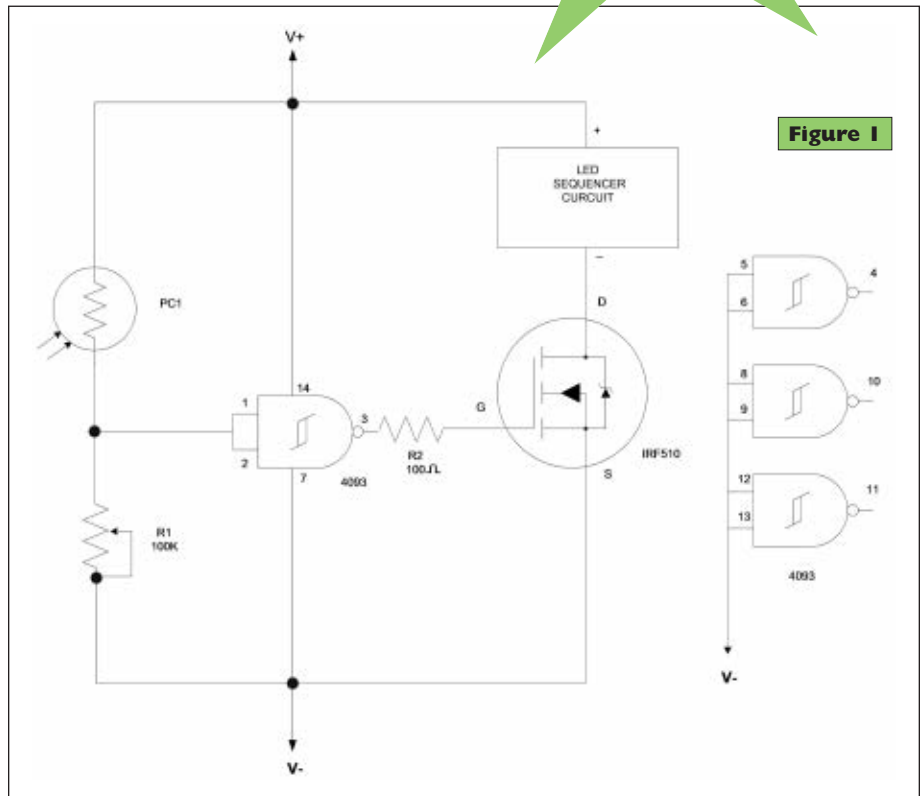 V+
Figure 1
+
LED
SEQUENCER
CURCUIT
–
5
4
6
D
PC1
8
10
9
G
14
1
3
2
R2
100Ω
7
4093
IRF510
S
12
11
13
4093
R1
100K
V-
V-